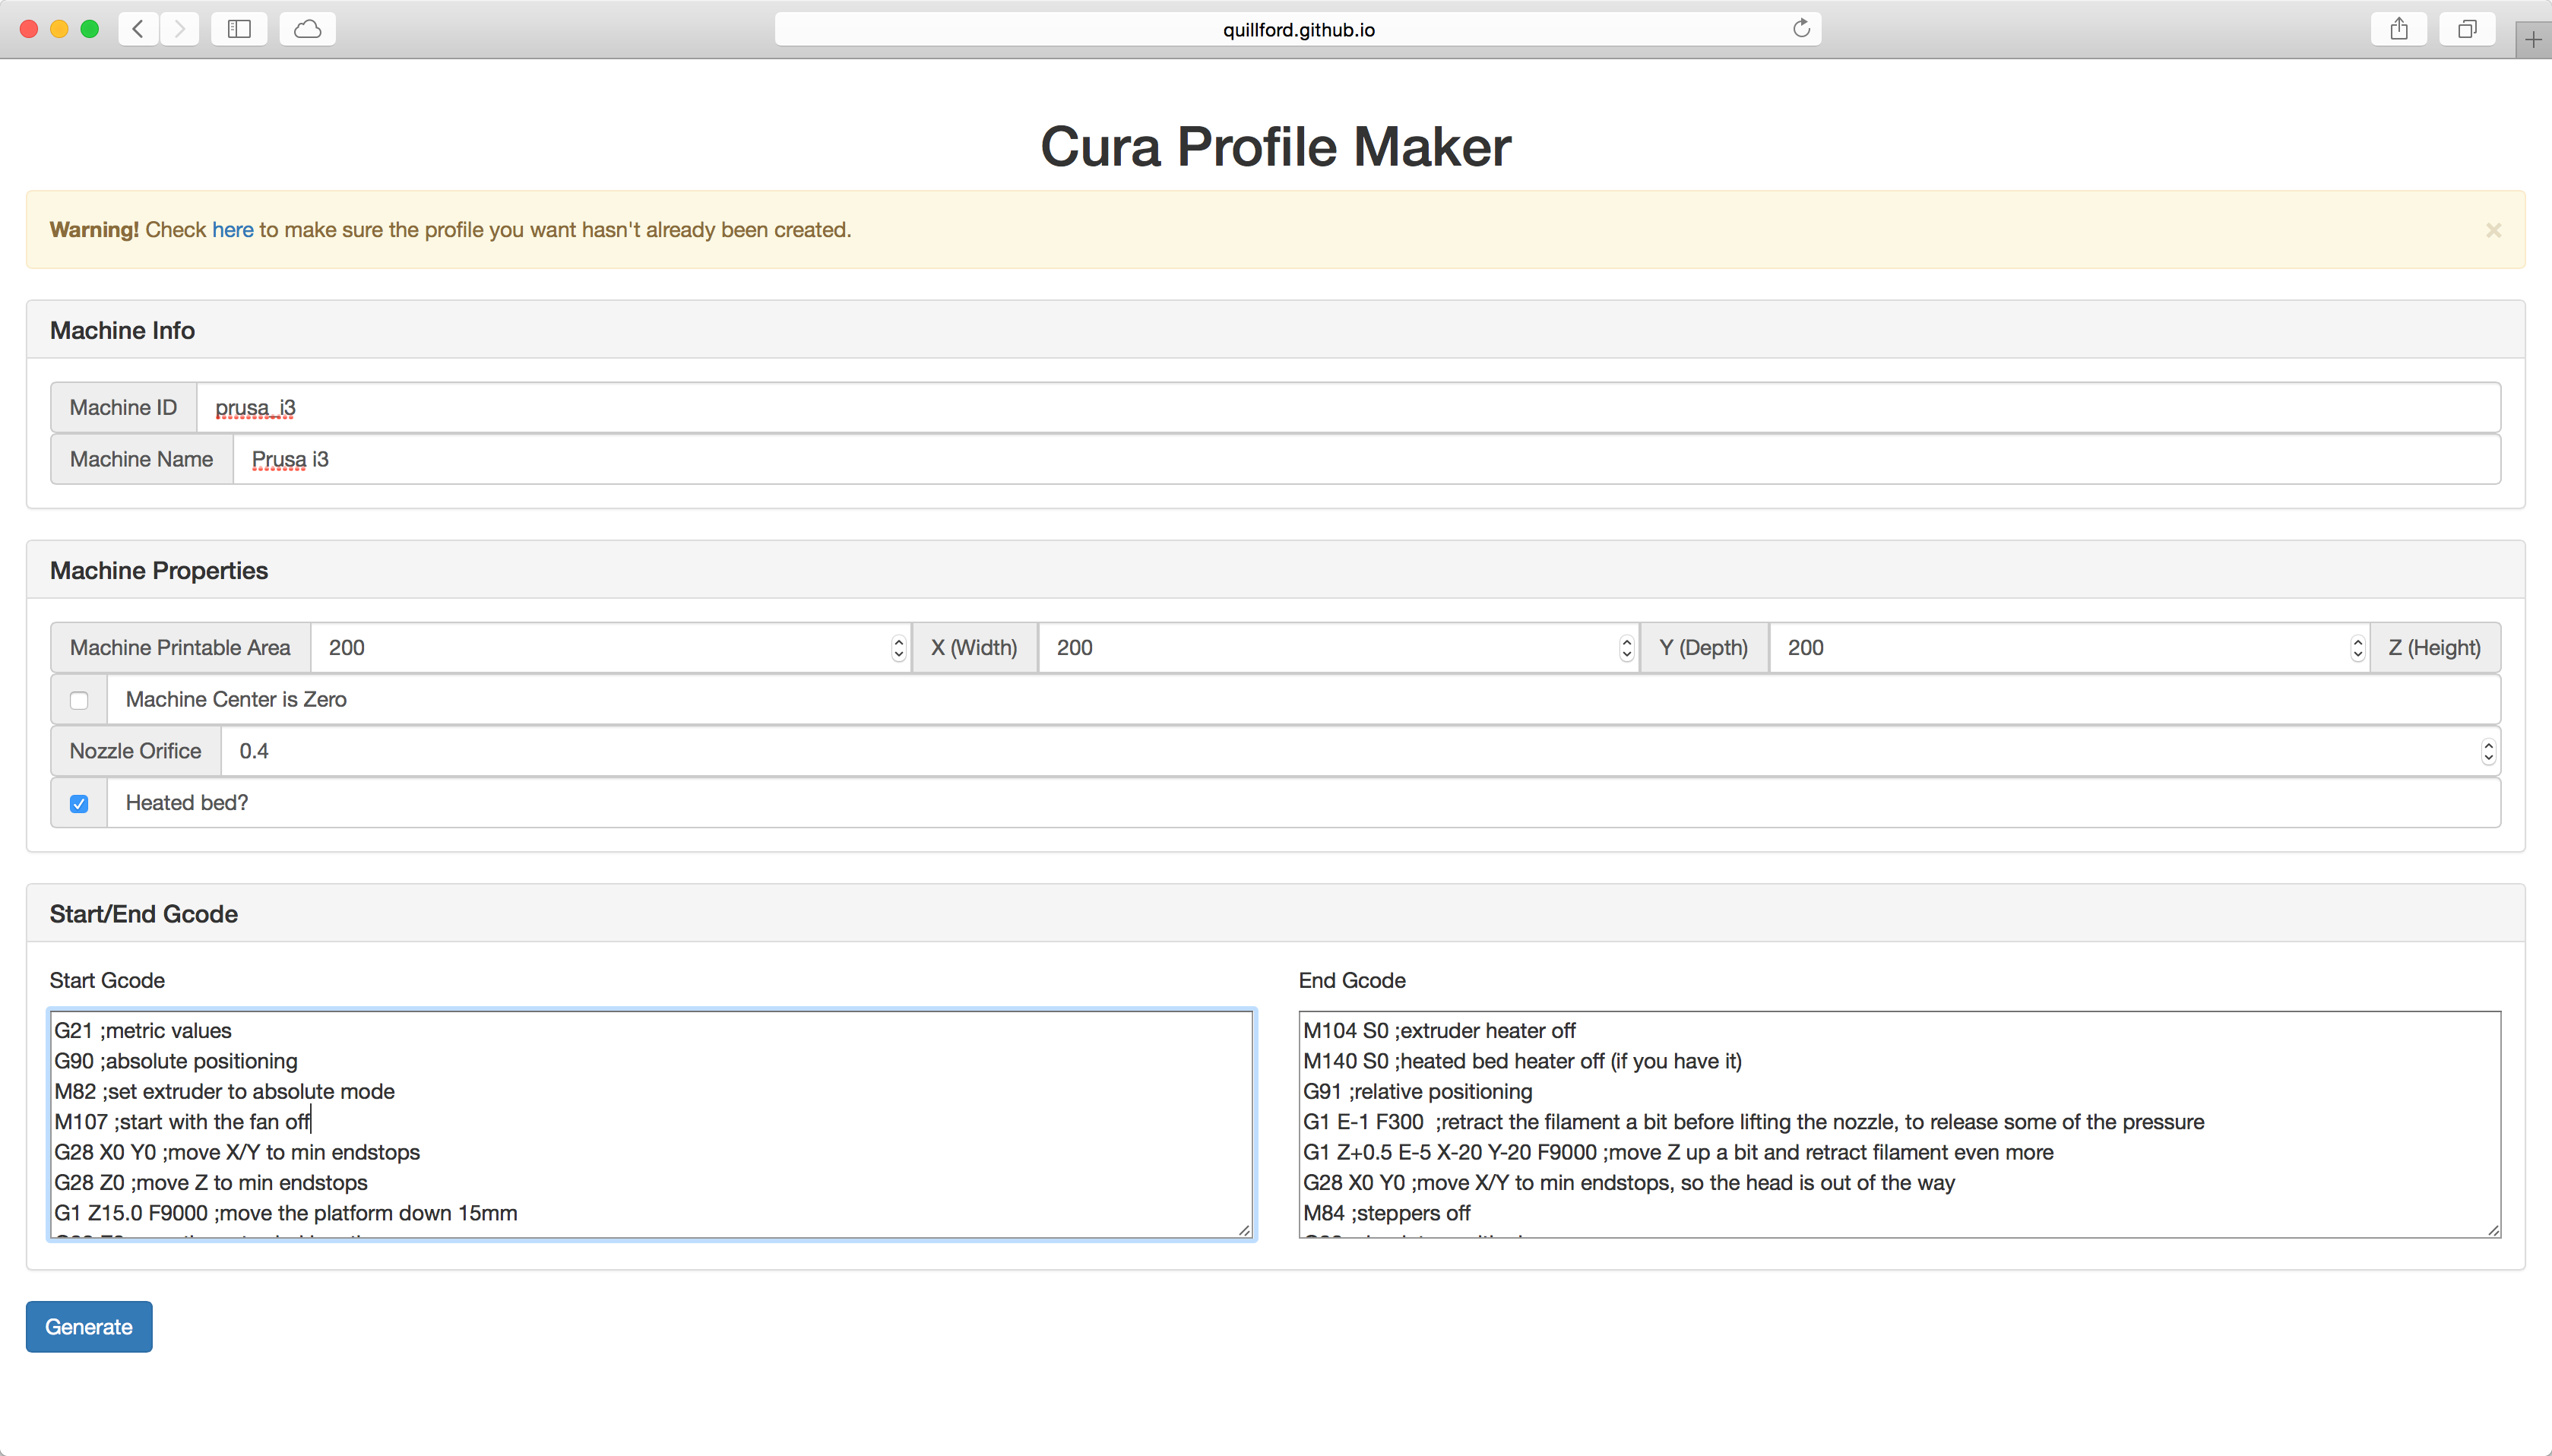 quillford.github.io
Cura Profile Maker
Warning! Check here to make sure the profile you want hasn't already been created.
×
Machine Info
Machine ID prusa_i3
Machine Name Prusa i3
Machine Properties
Machine Printable Area 200 X (Width) 200 Y (Depth) 200 Z (Height)
Machine Center is Zero
Nozzle Orifice 0.4
Heated bed?
Start/End Gcode
Start Gcode
G21 ;metric values
G90 ;absolute positioning
M82 ;set extruder to absolute mode
M107 ;start with the fan off
G28 X0 Y0 ;move X/Y to min endstops
G28 Z0 ;move Z to min endstops
G1 Z15.0 F9000 ;move the platform down 15mm
End Gcode
M104 S0 ;extruder heater off
M140 S0 ;heated bed heater off (if you have it)
G91 ;relative positioning
G1 E-1 F300  ;retract the filament a bit before lifting the nozzle, to release some of the pressure
G1 Z+0.5 E-5 X-20 Y-20 F9000 ;move Z up a bit and retract filament even more
G28 X0 Y0 ;move X/Y to min endstops, so the head is out of the way
M84 ;steppers off
Generate